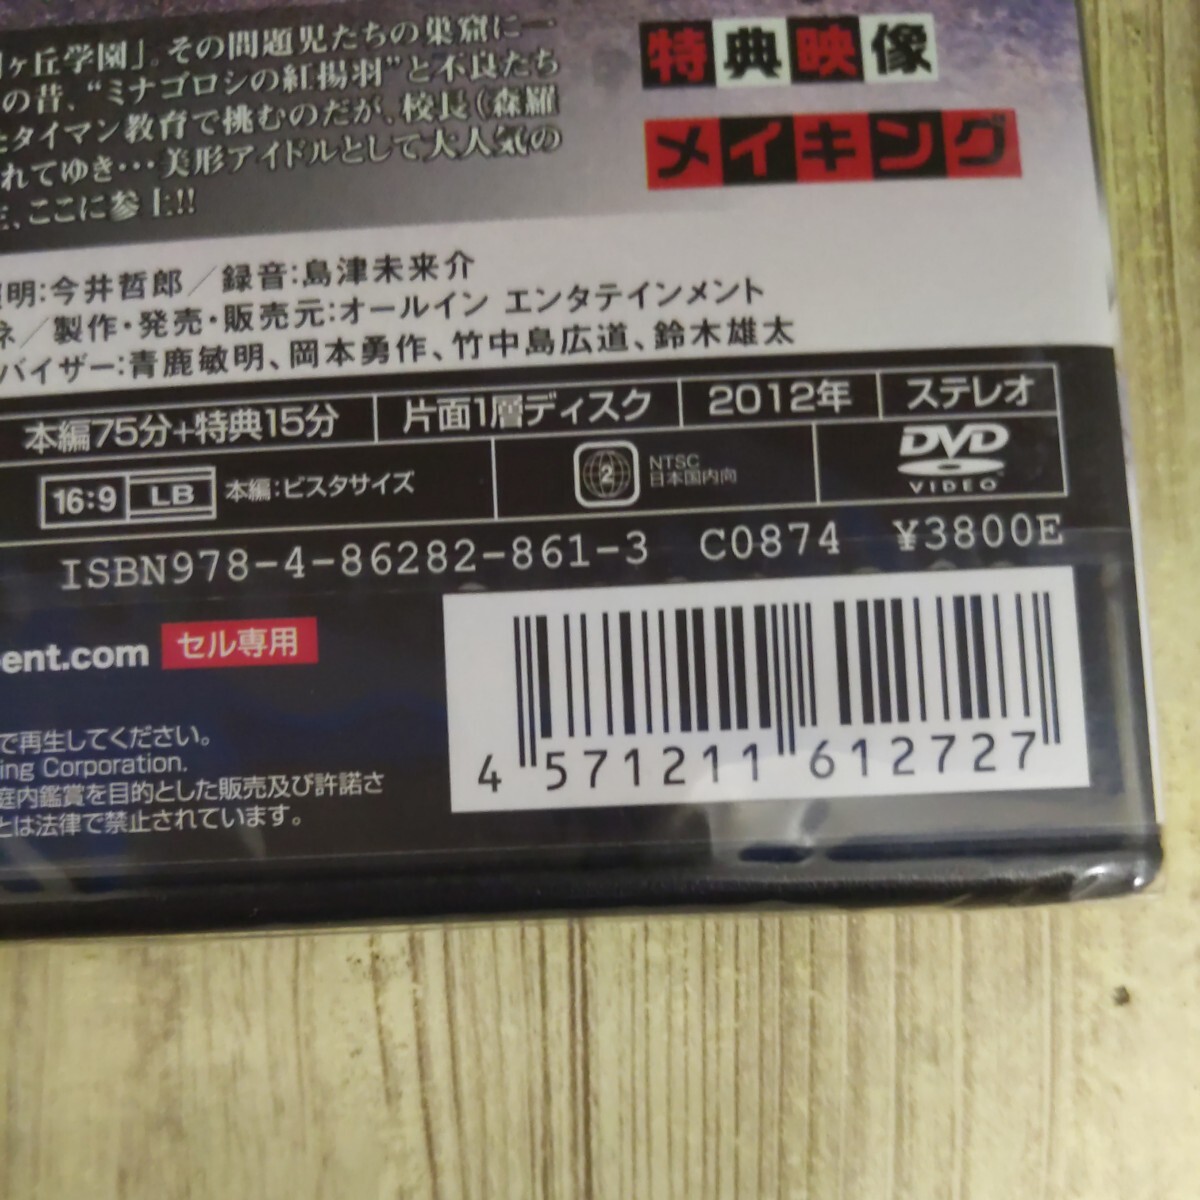 ヶ丘学園」。その問題児たちの巣窟に一
の昔、“ミナゴロシの紅揚羽”と不良たち
たタイマン教育で挑むのだが、校長(森羅
れてゆき…美形アイドルとして大人気の
、ここに参上!!
特典映像
メイキング
明:今井哲郎/録音:島津未来介
ネ/製作・発売・販売元:オールイン エンタテインメント
バイザー:青鹿敏明、岡本勇作、竹中島広道、鈴木雄太
本編75分+特典15分 片面1層ディスク 2012年 ステレオ
16:9 LB 本編:ビスタサイズ 2 NTSC 日本国内向 DVD VIDEO
ISBN978-4-86282-861-3 C0874 ¥3800E
ent.com セル専用
4 571211 612727
で再生してください。
ing Corporation.
庭内鑑賞を目的とした販売及び許諾さ
とは法律で禁止されています。